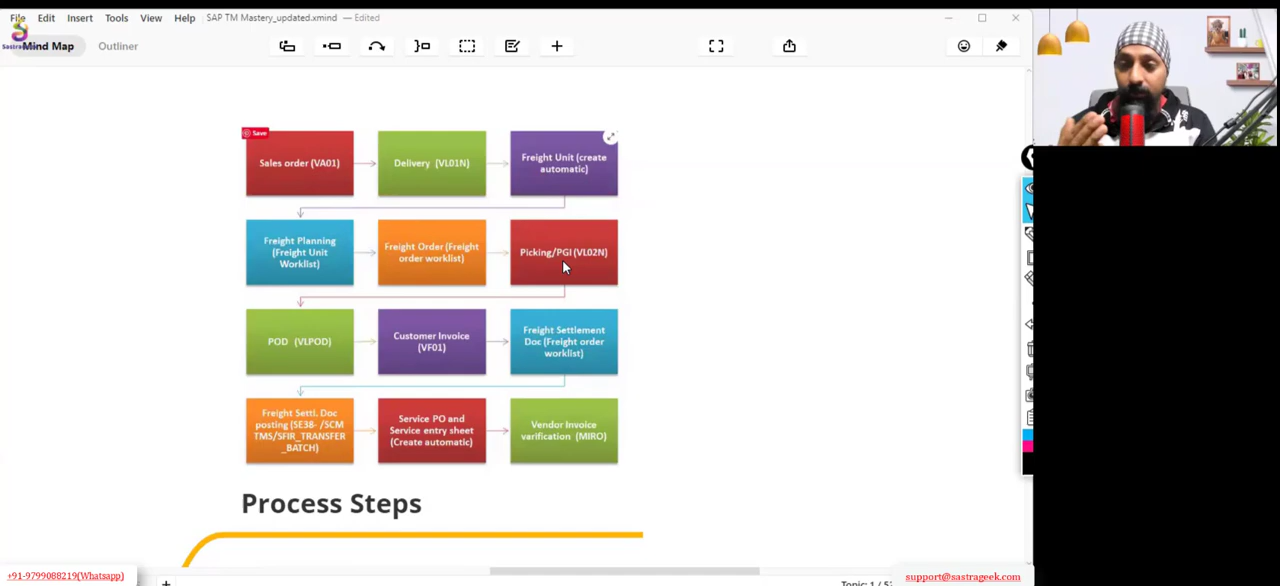 File Edit Insert Tools View Help SAP TM Mastery_updated.xmind — Edited
Sastrageek
Mind Map Outliner
Save
Sales order (VA01)
Delivery (VL01N)
Freight Unit (create
automatic)
Freight Planning
(Freight Unit
Worklist)
Freight Order (Freight
order worklist)
Picking/PGI (VL02N)
POD (VLPOD)
Customer Invoice
(VF01)
Freight Settlement
Doc (Freight order
worklist)
Freight Settl. Doc
posting (SE38- /SCM
TMS/SFIR_TRANSFER
_BATCH)
Service PO and
Service entry sheet
(Create automatic)
Vendor Invoice
varification (MIRO)
Process Steps
+91-9799088219(Whatsapp)
Topic: 1 / 5
support@sastrageek.com